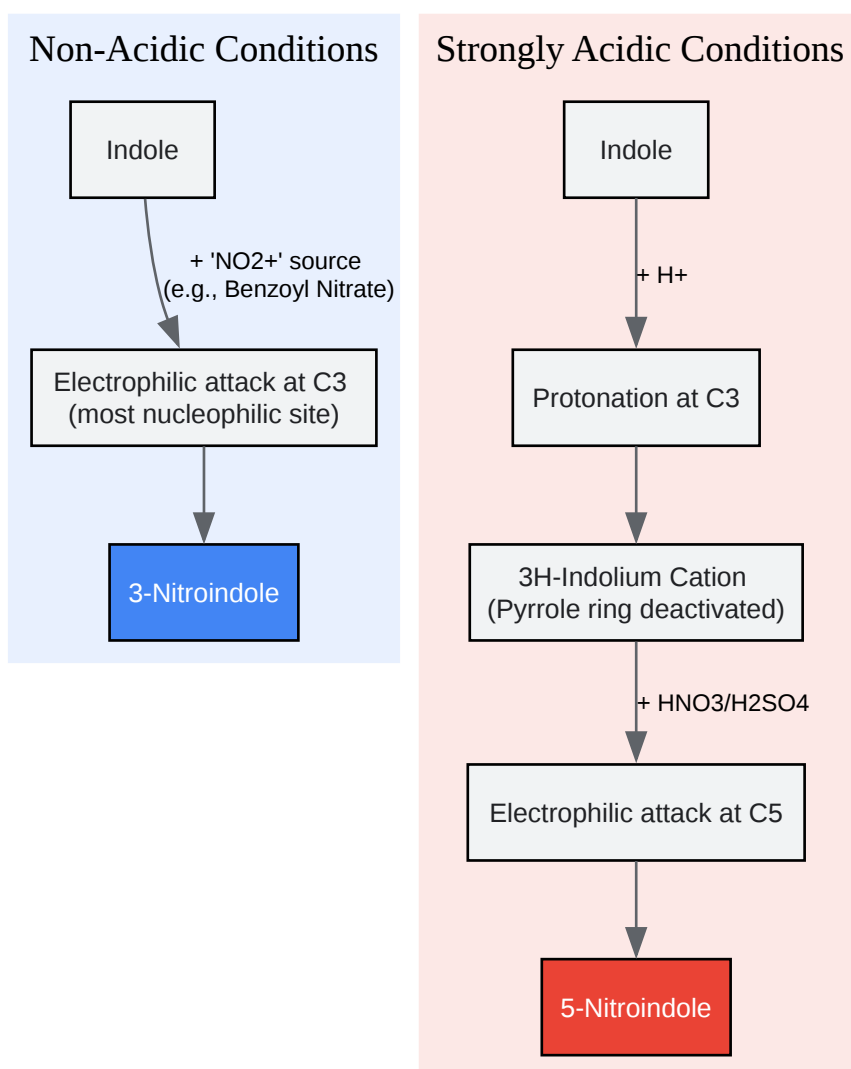 Non-Acidic Conditions
Indole
+ 'NO2+' source
(e.g., Benzoyl Nitrate)
Electrophilic attack at C3
(most nucleophilic site)
3-Nitroindole
Strongly Acidic Conditions
Indole
+ H+
Protonation at C3
3H-Indolium Cation
(Pyrrole ring deactivated)
+ HNO3/H2SO4
Electrophilic attack at C5
5-Nitroindole